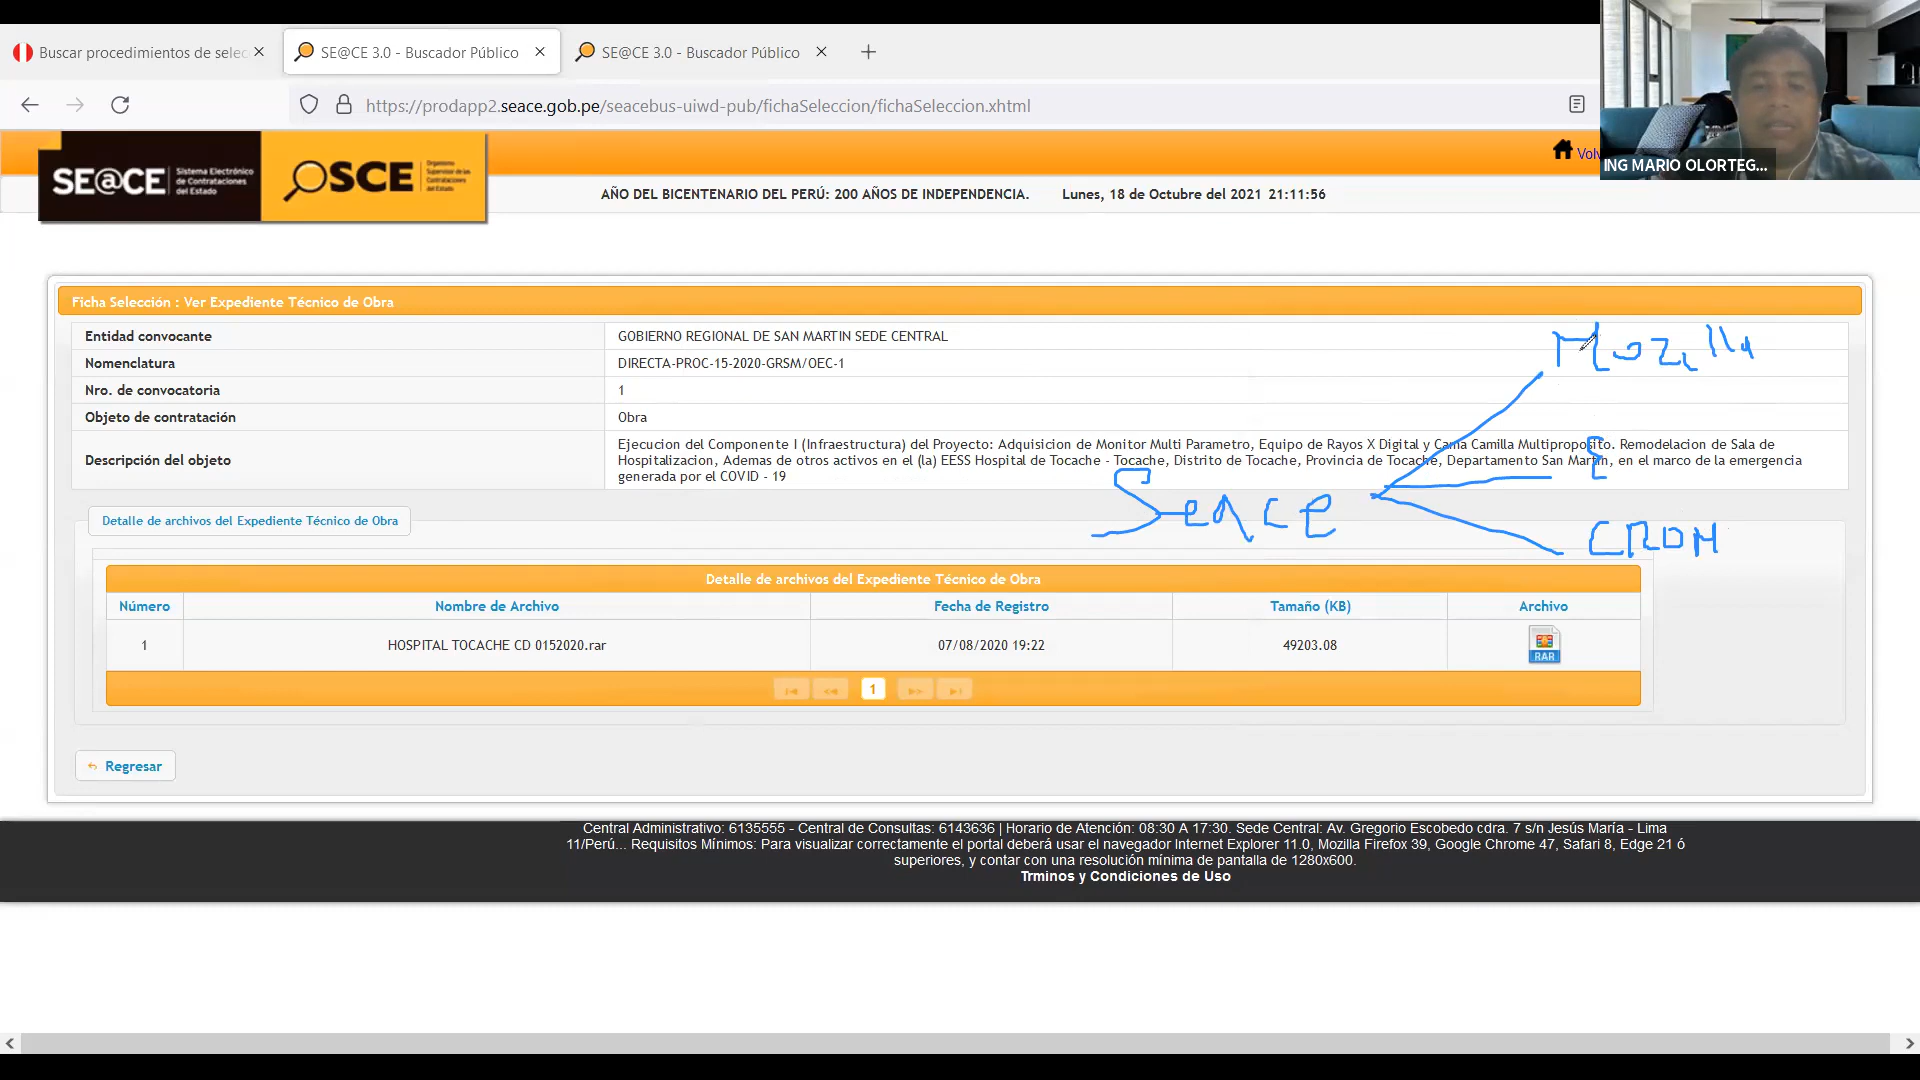 Buscar procedimientos de selec
SE@CE 3.0 - Buscador Público
SE@CE 3.0 - Buscador Público
https://prodapp2.seace.gob.pe/seacebus-uiwd-pub/fichaSeleccion/fichaSeleccion.xhtml
ING MARIO OLORTEG...
Volv
SE@CE
Sistema Electrónico
de Contrataciones
del Estado
OSCE
Organismo
Supervisor de las
Contrataciones
del Estado
AÑO DEL BICENTENARIO DEL PERÚ: 200 AÑOS DE INDEPENDENCIA. Lunes, 18 de Octubre del 2021 21:11:56
Ficha Selección : Ver Expediente Técnico de Obra
Entidad convocante GOBIERNO REGIONAL DE SAN MARTIN SEDE CENTRAL
Nomenclatura DIRECTA-PROC-15-2020-GRSM/OEC-1
Nro. de convocatoria 1
Objeto de contratación Obra
Descripción del objeto
Ejecucion del Componente I (Infraestructura) del Proyecto: Adquisicion de Monitor Multi Parametro, Equipo de Rayos X Digital y Cama Camilla Multiproposito. Remodelacion de Sala de
Hospitalizacion, Ademas de otros activos en el (la) EESS Hospital de Tocache - Tocache, Distrito de Tocache, Provincia de Tocache, Departamento San Martin, en el marco de la emergencia
generada por el COVID - 19
Mozilla
E
Seace
CROM
Detalle de archivos del Expediente Técnico de Obra
Detalle de archivos del Expediente Técnico de Obra
Número Nombre de Archivo Fecha de Registro Tamaño (KB) Archivo
1 HOSPITAL TOCACHE CD 0152020.rar 07/08/2020 19:22 49203.08 RAR
1
Regresar
Central Administrativo: 6135555 - Central de Consultas: 6143636 | Horario de Atención: 08:30 A 17:30. Sede Central: Av. Gregorio Escobedo cdra. 7 s/n Jesús María - Lima
11/Perú... Requisitos Mínimos: Para visualizar correctamente el portal deberá usar el navegador Internet Explorer 11.0, Mozilla Firefox 39, Google Chrome 47, Safari 8, Edge 21 ó
superiores, y contar con una resolución mínima de pantalla de 1280x600.
Trminos y Condiciones de Uso